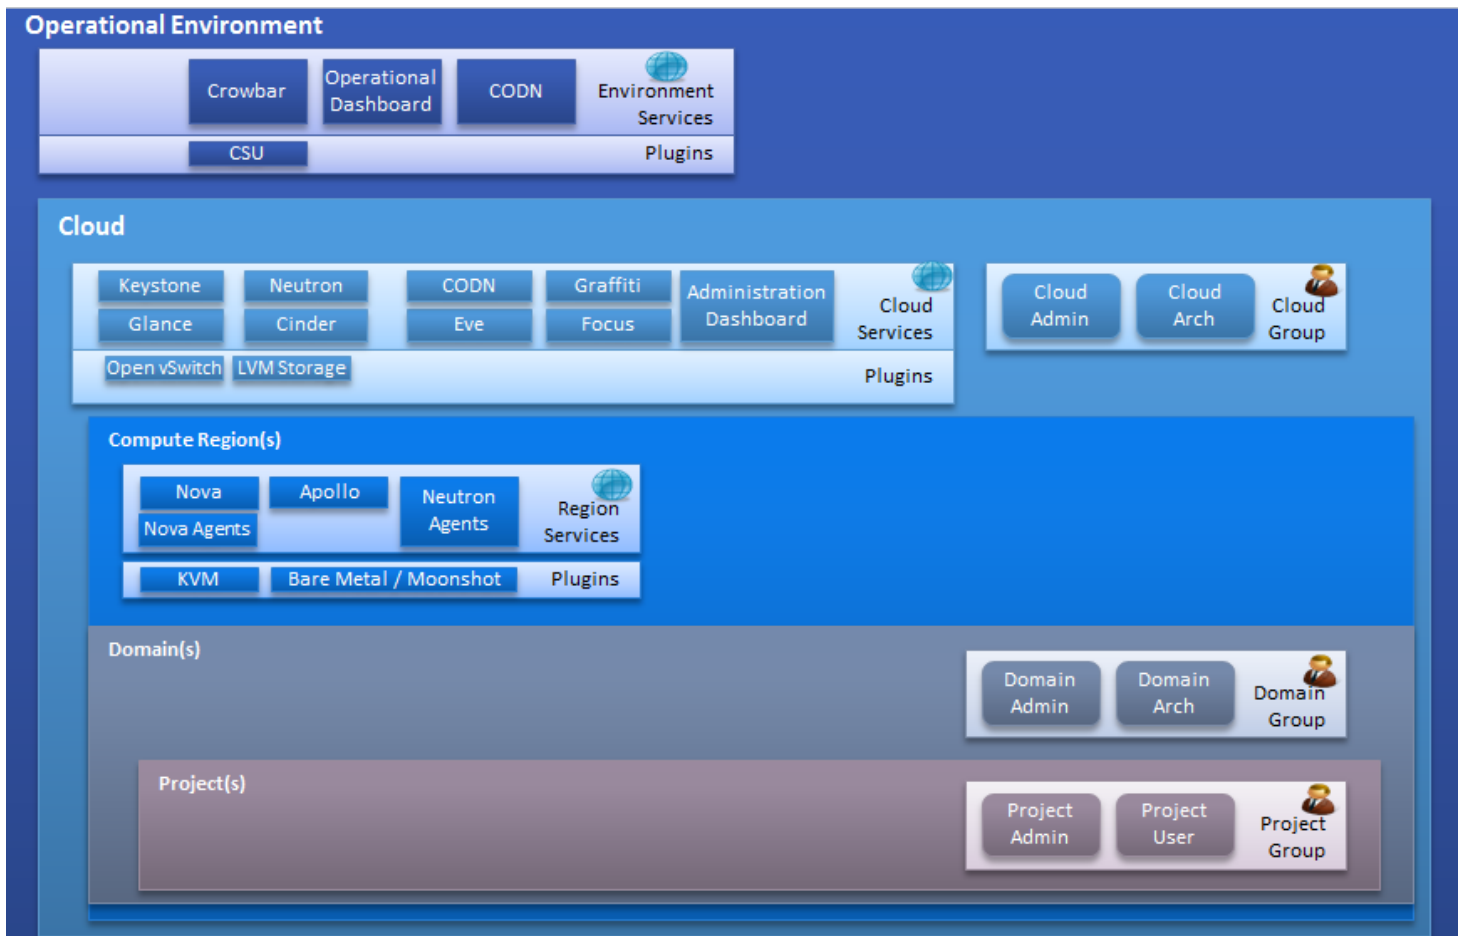 Operational Environment
Crowbar
Operational
Dashboard
CODN
Environment
Services
CSU
Plugins
Cloud
Keystone
Neutron
CODN
Graffiti
Administration
Dashboard
Glance
Cinder
Eve
Focus
Cloud
Services
Open vSwitch
LVM Storage
Plugins
Cloud
Admin
Cloud
Arch
Cloud
Group
Compute Region(s)
Nova
Apollo
Neutron
Agents
Nova Agents
Region
Services
KVM
Bare Metal / Moonshot
Plugins
Domain(s)
Domain
Admin
Domain
Arch
Domain
Group
Project(s)
Project
Admin
Project
User
Project
Group